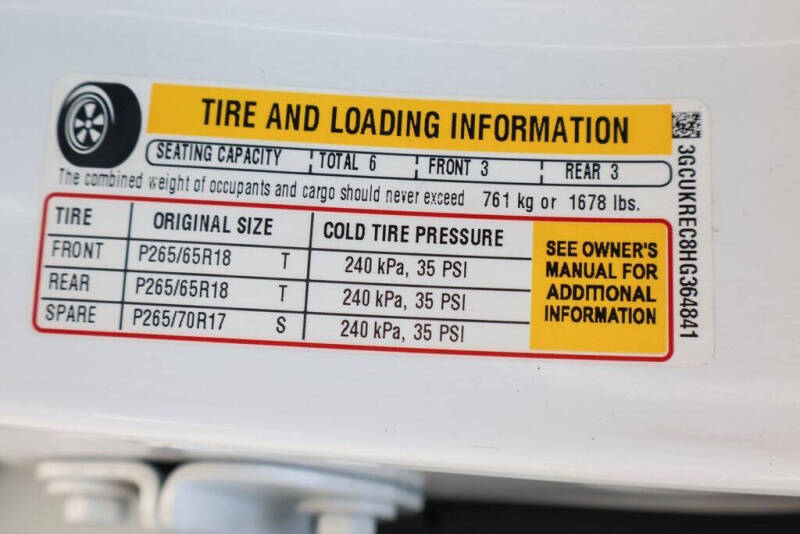 TIRE AND LOADING INFORMATION
SEATING CAPACITY TOTAL 6 FRONT 3 REAR 3
The combined weight of occupants and cargo should never exceed 761 kg or 1678 lbs.
TIRE ORIGINAL SIZE COLD TIRE PRESSURE
FRONT P265/65R18 T 240 kPa, 35 PSI
REAR P265/65R18 T 240 kPa, 35 PSI
SPARE P265/70R17 S 240 kPa, 35 PSI
SEE OWNER'S
MANUAL FOR
ADDITIONAL
INFORMATION
3GCUKREC8HG364841